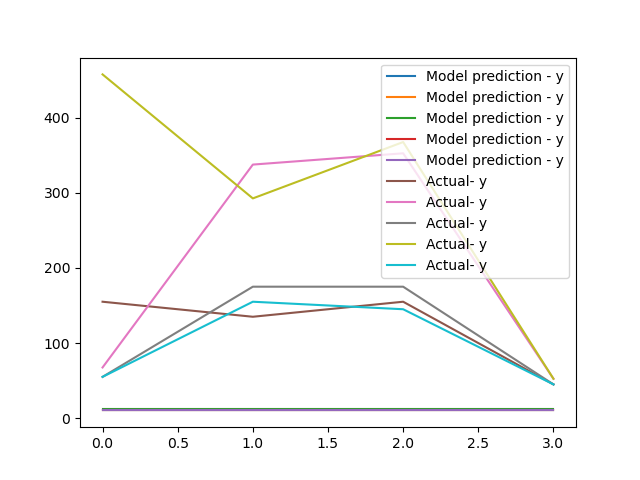 Model prediction - y
Model prediction - y
Model prediction - y
Model prediction - y
Model prediction - y
Actual- y
Actual- y
Actual- y
Actual- y
Actual- y
400
300
200
100
0
0.0 0.5 1.0 1.5 2.0 2.5 3.0